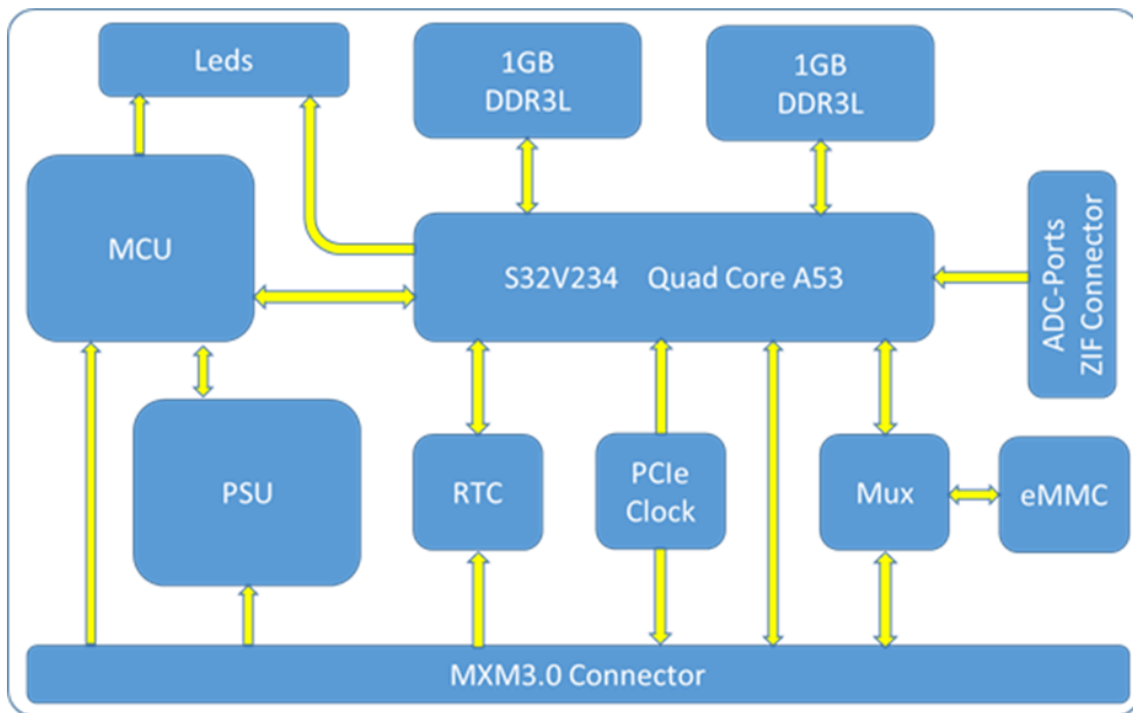 Leds
1GB
DDR3L
1GB
DDR3L
MCU
S32V234 Quad Core A53
ADC-Ports
ZIF Connector
PSU
RTC
PCIe
Clock
Mux
eMMC
MXM3.0 Connector